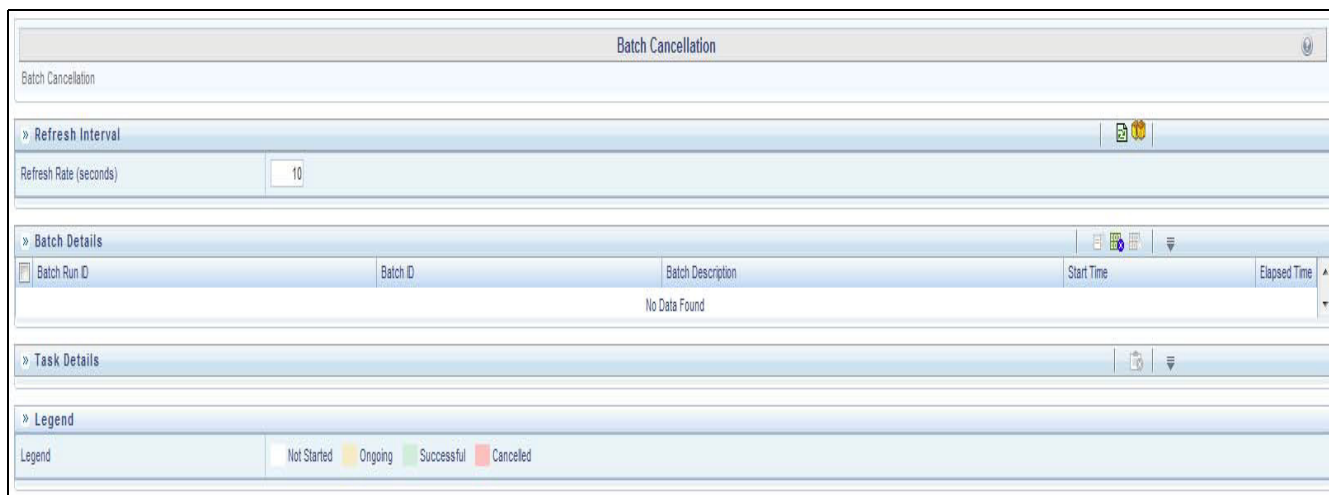 Batch Cancellation
Batch Cancellation
» Refresh Interval
Refresh Rate (seconds) 10
» Batch Details
Batch Run ID Batch ID Batch Description Start Time Elapsed Time
No Data Found
» Task Details
» Legend
Legend Not Started Ongoing Successful Cancelled